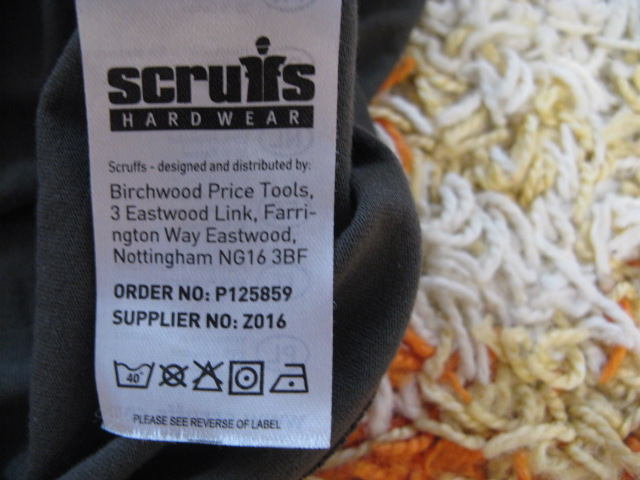 scruffs
HARDWEAR
Scruffs - designed and distributed by:
Birchwood Price Tools,
3 Eastwood Link, Farri-
ngton Way Eastwood,
Nottingham NG16 3BF
ORDER NO: P125859
SUPPLIER NO: Z016
40°
PLEASE SEE REVERSE OF LABEL